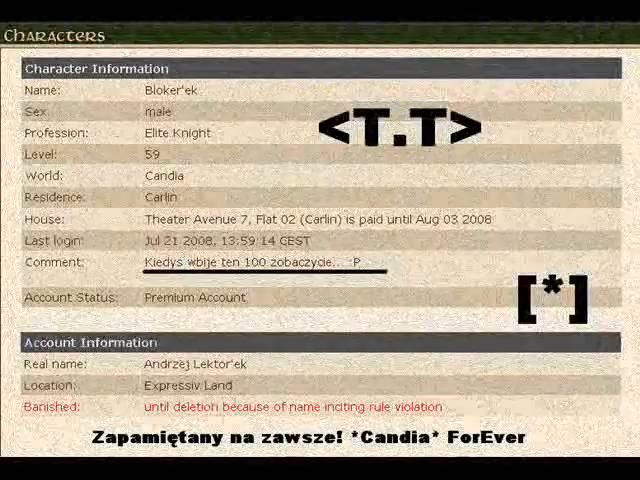 Characters
Character Information
Name: Bloker'ek
Sex male
Profession: Elite Knight
<T.T>
Level: 59
World: Candia
Residence: Carlin
House: Theater Avenue 7, Flat 02 (Carlin) is paid until Aug 03 2008
Last login: Jul 21 2008, 13:59:14 CEST
Comment: Kiedys wbije ten 100 zobaczycie... :P
Account Status: Premium Account
[*]
Account Information
Real name: Andrzej Lektor'ek
Location: Expressiv Land
Banished: until deletion because of name inciting rule violation
Zapamiętany na zawsze! *Candia* ForEver